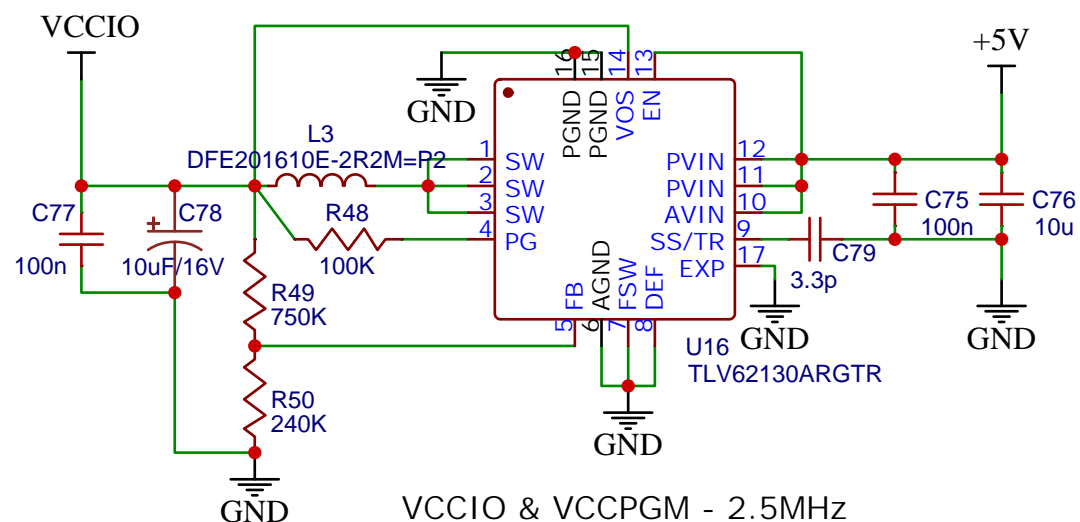 VCCIO
+5V
GND
16
15
14
13
PGND
PGND
VOS
EN
L3
DFE201610E-2R2M=P2
1
2
3
4
SW
SW
SW
PG
PVIN
PVIN
AVIN
SS/TR
EXP
12
11
10
9
17
C77
100n
C78
+
10uF/16V
R48
100K
C75
100n
C76
10u
C79
3.3p
R49
750K
FB
AGND
FSW
DEF
5
6
7
8
GND
GND
U16
TLV62130ARGTR
R50
240K
GND
GND
VCCIO & VCCPGM - 2.5MHz